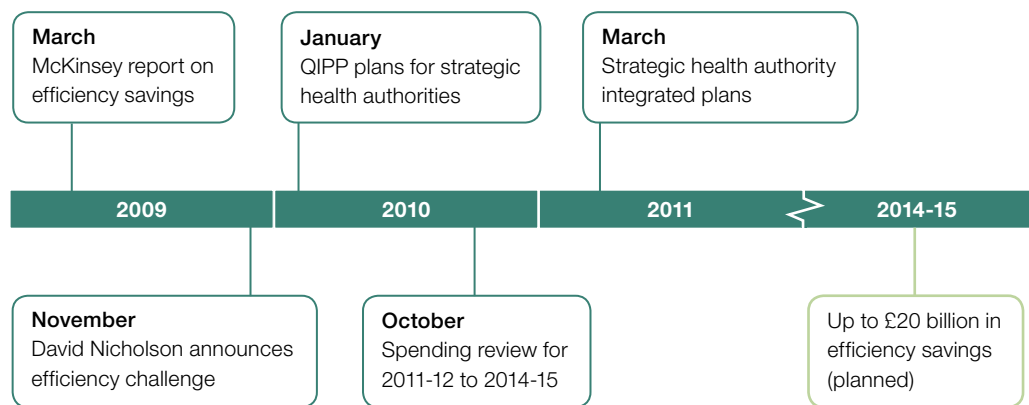 March
McKinsey report on
efficiency savings
January
QIPP plans for strategic
health authorities
March
Strategic health authority
integrated plans
2009
2010
2011
2014-15
November
David Nicholson announces
efficiency challenge
October
Spending review for
2011-12 to 2014-15
Up to £20 billion in
efficiency savings
(planned)